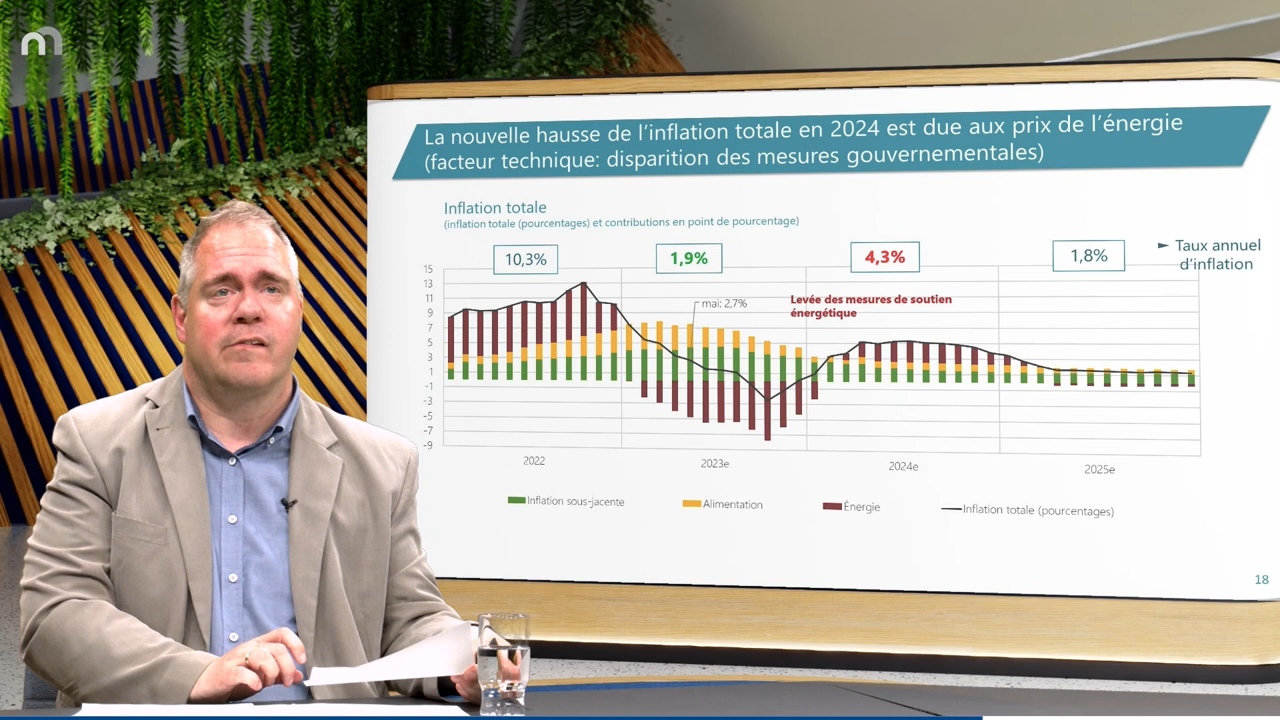 La nouvelle hausse de l'inflation totale en 2024 est due aux prix de l'énergie
(facteur technique: disparition des mesures gouvernementales)
Inflation totale
(inflation totale (pourcentages) et contributions en point de pourcentage)
10,3%
1,9%
4,3%
1,8%
► Taux annuel
d'inflation
15
13
11
9
7
5
3
1
-1
-3
-5
-7
-9
mai: 2,7%
Levée des mesures de soutien
énergétique
2022
2023e
2024e
2025e
Inflation sous-jacente
Alimentation
Énergie
Inflation totale (pourcentages)
18